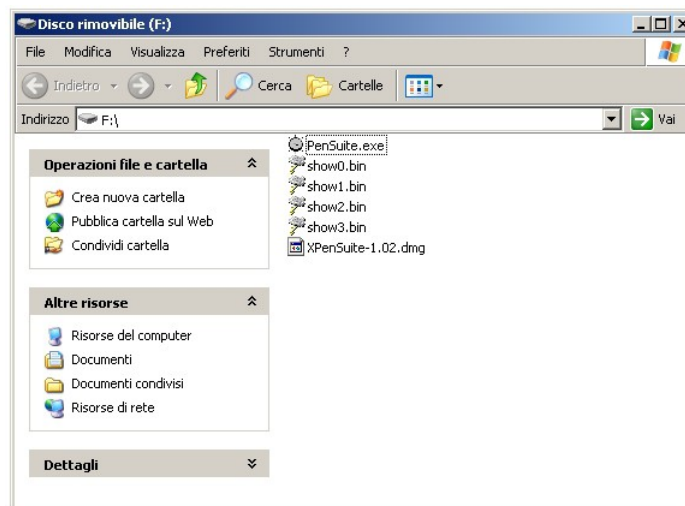 Disco rimovibile (F:)
File Modifica Visualizza Preferiti Strumenti ?
Indietro Cerca Cartelle
Indirizzo F:\ Vai
Operazioni file e cartella
Crea nuova cartella
Pubblica cartella sul Web
Condividi cartella
Altre risorse
Risorse del computer
Documenti
Documenti condivisi
Risorse di rete
Dettagli
PenSuite.exe
show0.bin
show1.bin
show2.bin
show3.bin
XPenSuite-1.02.dmg